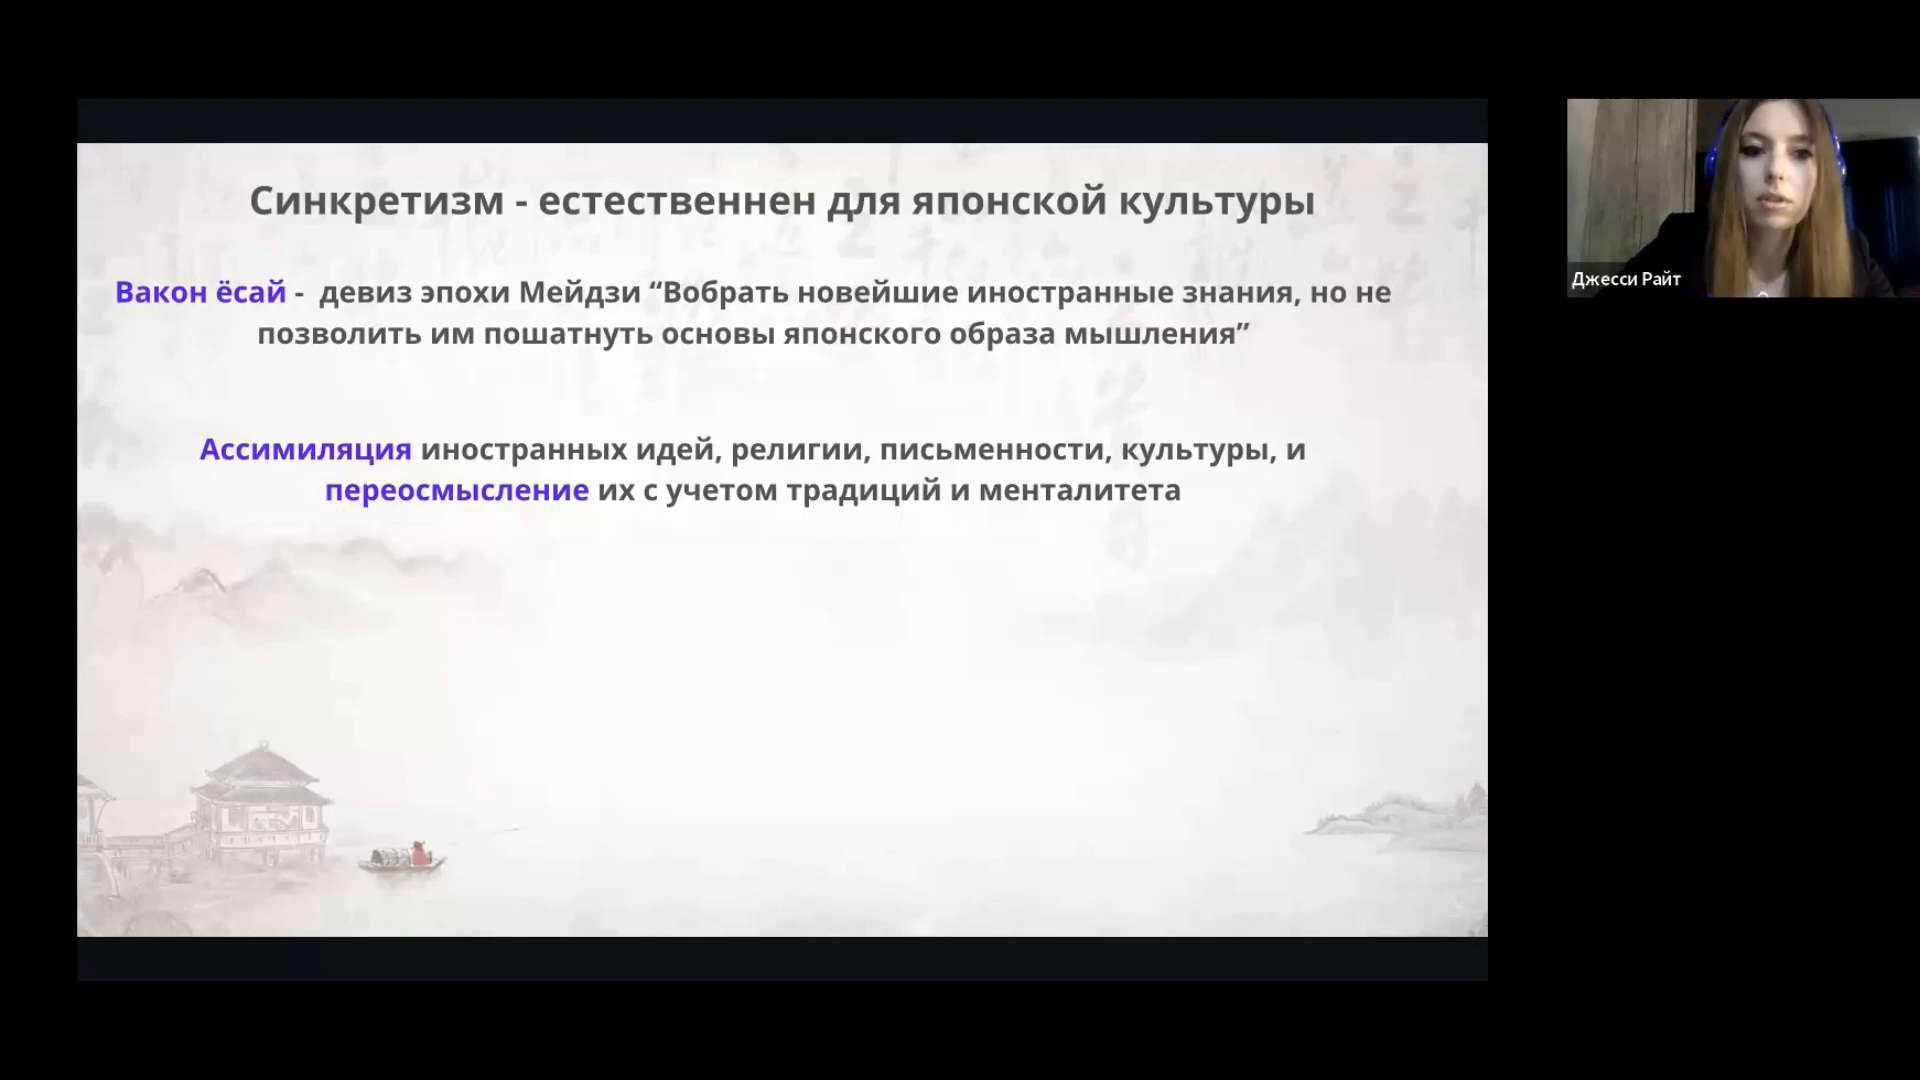 Синкретизм - естественнен для японской культуры
Вакон ёсай - девиз эпохи Мейдзи “Вобрать новейшие иностранные знания, но не
позволить им пошатнуть основы японского образа мышления”
Ассимиляция иностранных идей, религии, письменности, культуры, и
переосмысление их с учетом традиций и менталитета
Джесси Райт